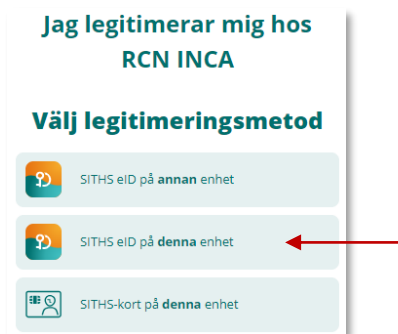 Jag legitimerar mig hos
RCN INCA
Välj legitimeringsmetod
SITHS eID på annan enhet
SITHS eID på denna enhet
SITHS-kort på denna enhet